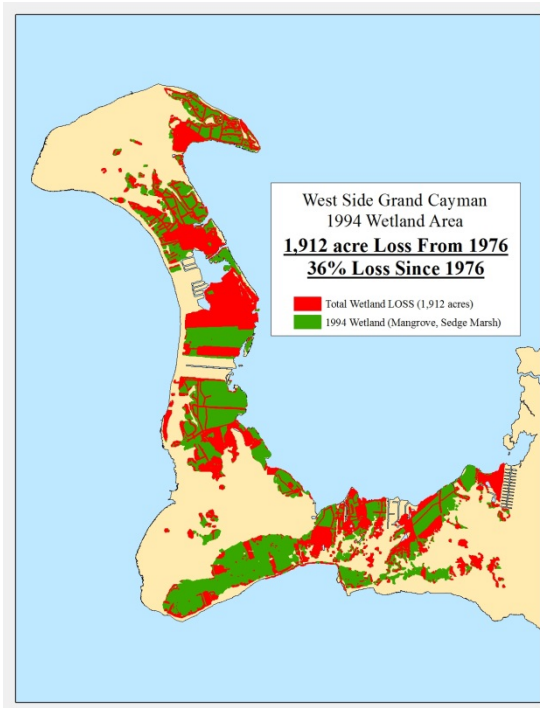 West Side Grand Cayman
1994 Wetland Area
1,912 acre Loss From 1976
36% Loss Since 1976
Total Wetland LOSS (1,912 acres)
1994 Wetland (Mangrove, Sedge Marsh)